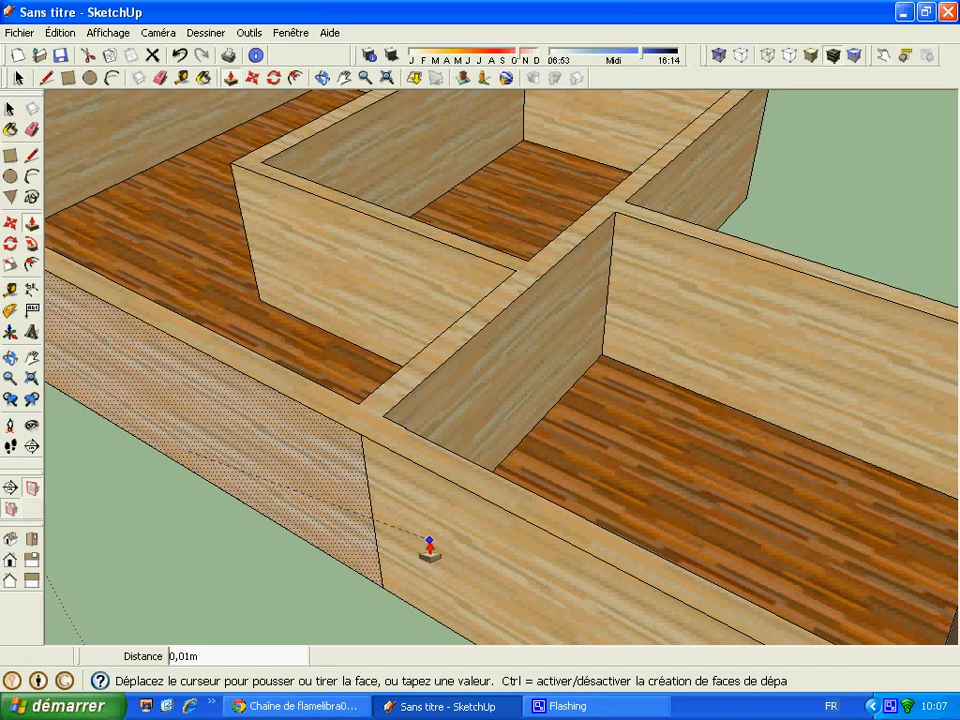 Sans titre - SketchUp
Fichier Édition Affichage Caméra Dessiner Outils Fenêtre Aide
J F M A M J J A S O N D 06:53 Midi 16:14
Distance 0,01m
Déplacez le curseur pour pousser ou tirer la face, ou tapez une valeur. Ctrl = activer/désactiver la création de faces de dépa
démarrer Chaîne de flamelibra0... Sans titre - SketchUp Flashing FR 10:07